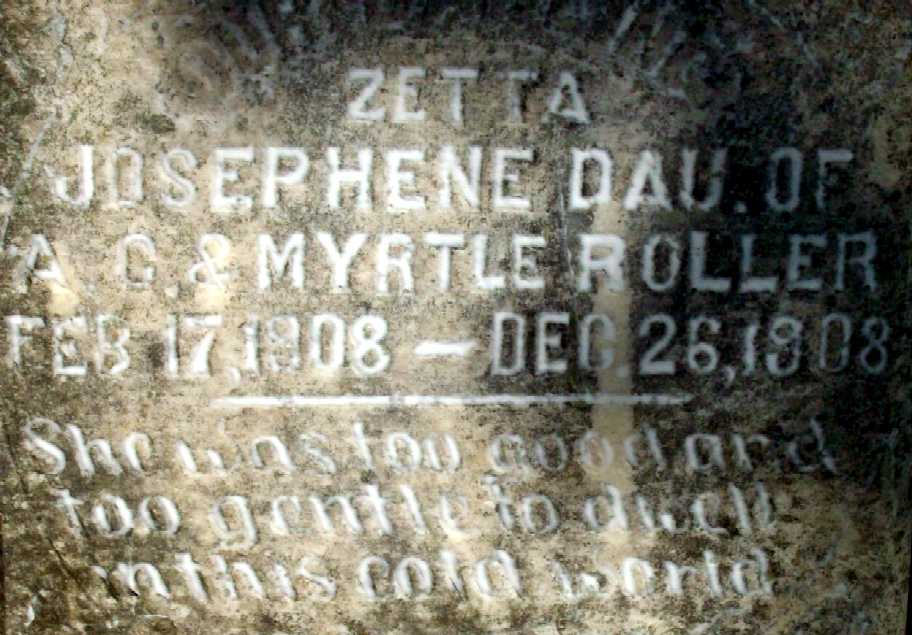 ZETTA
JOSEPHENE DAU. OF
A. G. & MYRTLE ROLLER
FEB 17, 1908 — DEC. 26, 1908
She was too good and
too gentle to dwell
in this cold world